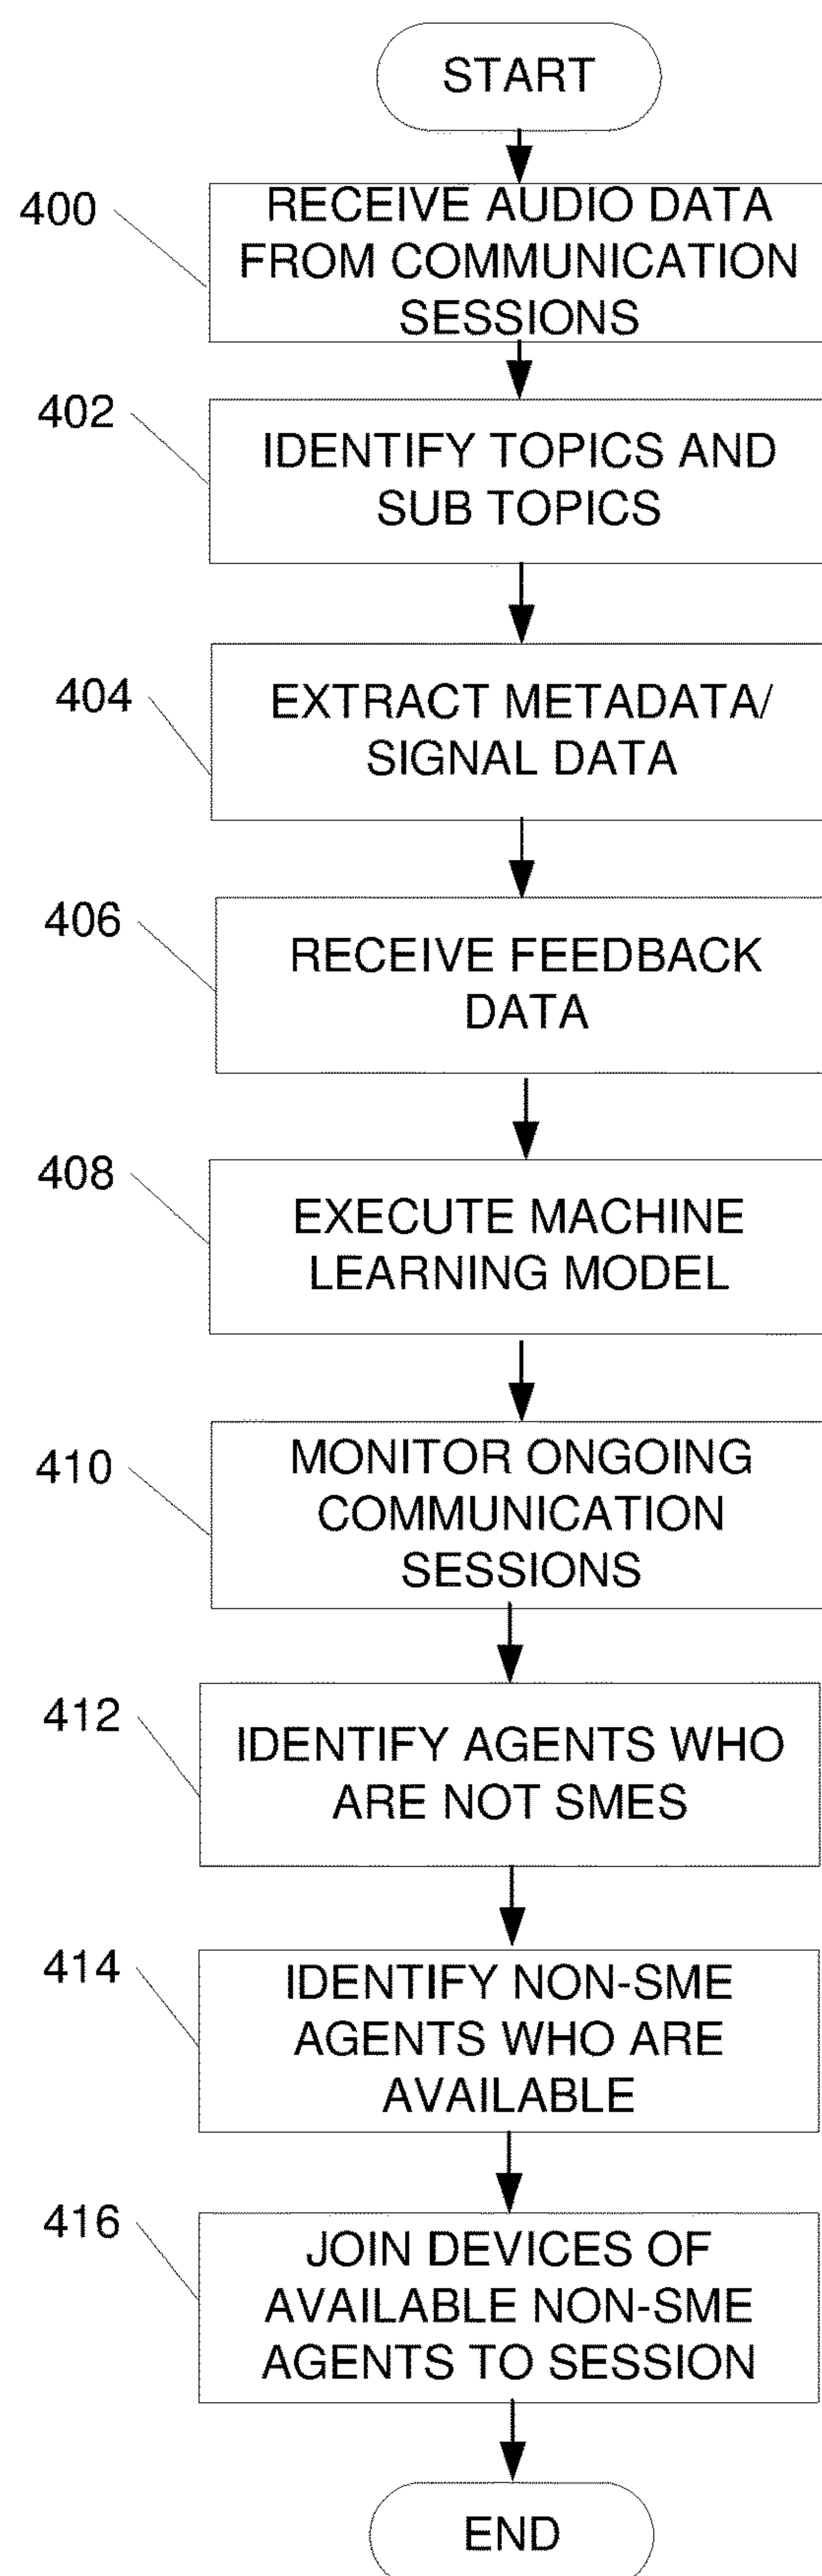 START
400
RECEIVE AUDIO DATA
FROM COMMUNICATION
SESSIONS
402
IDENTIFY TOPICS AND
SUB TOPICS
404
EXTRACT METADATA/
SIGNAL DATA
406
RECEIVE FEEDBACK
DATA
408
EXECUTE MACHINE
LEARNING MODEL
410
MONITOR ONGOING
COMMUNICATION
SESSIONS
412
IDENTIFY AGENTS WHO
ARE NOT SMES
414
IDENTIFY NON-SME
AGENTS WHO ARE
AVAILABLE
416
JOIN DEVICES OF
AVAILABLE NON-SME
AGENTS TO SESSION
END